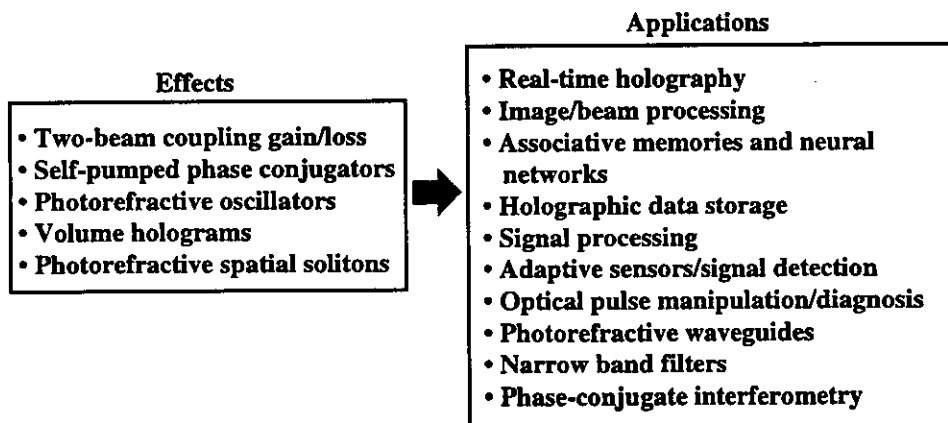 Effects
• Two-beam coupling gain/loss
• Self-pumped phase conjugators
• Photorefractive oscillators
• Volume holograms
• Photorefractive spatial solitons
Applications
• Real-time holography
• Image/beam processing
• Associative memories and neural
networks
• Holographic data storage
• Signal processing
• Adaptive sensors/signal detection
• Optical pulse manipulation/diagnosis
• Photorefractive waveguides
• Narrow band filters
• Phase-conjugate interferometry